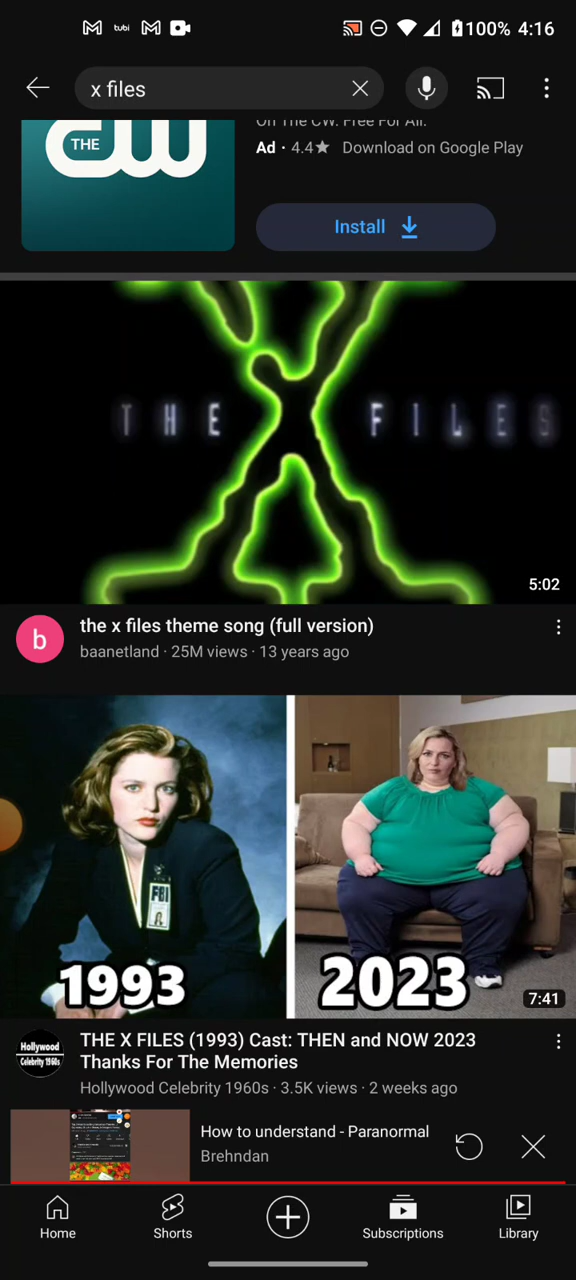 tubi
100% 4:16
x files
On The CW. Free For All.
THE
CW
Ad · 4.4★ Download on Google Play
Install
THE FILES
5:02
b
the x files theme song (full version)
baanetland · 25M views · 13 years ago
FBI
1993
2023
7:41
Hollywood
Celebrity 1960s
THE X FILES (1993) Cast: THEN and NOW 2023
Thanks For The Memories
Hollywood Celebrity 1960s · 3.5K views · 2 weeks ago
How to understand - Paranormal
Brehndan
Home
Shorts
Subscriptions
Library